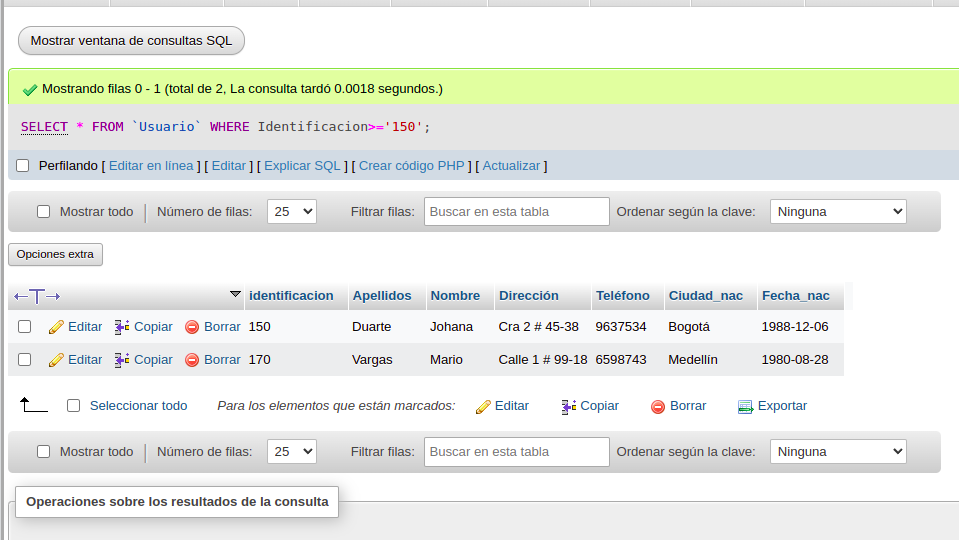 Mostrar ventana de consultas SQL
Mostrando filas 0 - 1 (total de 2, La consulta tardó 0.0018 segundos.)
SELECT * FROM `Usuario` WHERE Identificacion>='150';
Perfilando [ Editar en línea ] [ Editar ] [ Explicar SQL ] [ Crear código PHP ] [ Actualizar ]
Mostrar todo Número de filas: 25 Filtrar filas: Buscar en esta tabla Ordenar según la clave: Ninguna
Opciones extra
identificacion Apellidos Nombre Dirección Teléfono Ciudad_nac Fecha_nac
Editar Copiar Borrar 150 Duarte Johana Cra 2 # 45-38 9637534 Bogotá 1988-12-06
Editar Copiar Borrar 170 Vargas Mario Calle 1 # 99-18 6598743 Medellín 1980-08-28
Seleccionar todo Para los elementos que están marcados: Editar Copiar Borrar Exportar
Mostrar todo Número de filas: 25 Filtrar filas: Buscar en esta tabla Ordenar según la clave: Ninguna
Operaciones sobre los resultados de la consulta